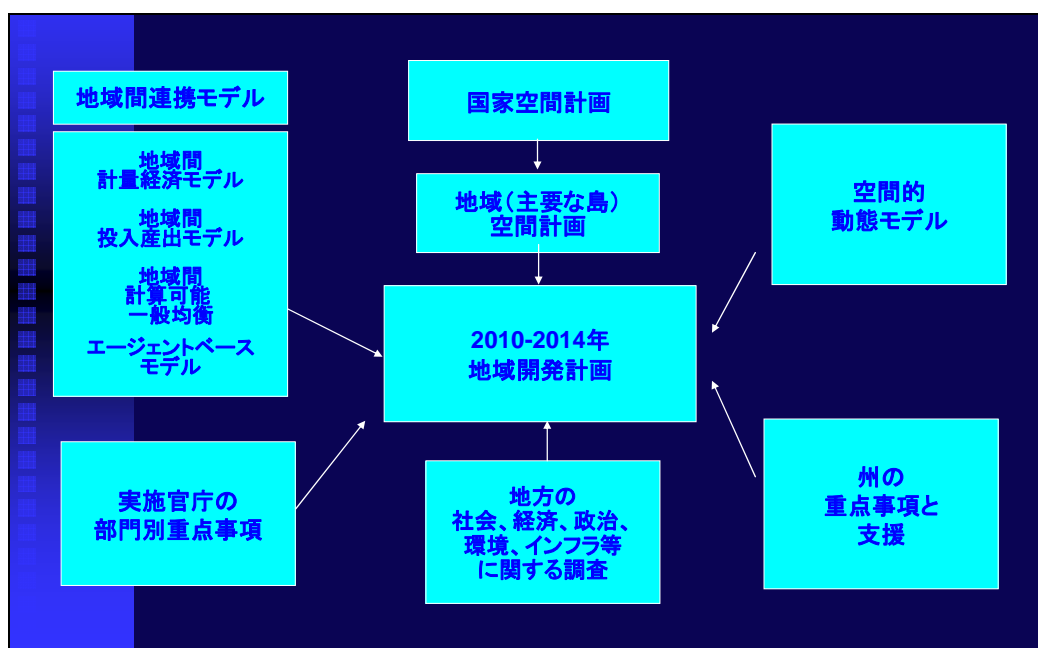 地域間連携モデル
地域間
計量経済モデル
地域間
投入産出モデル
地域間
計算可能
一般均衡
エージェントベース
モデル
国家空間計画
地域（主要な島）
空間計画
空間的
動態モデル
2010-2014年
地域開発計画
実施官庁の
部門別重点事項
地方の
社会、経済、政治、
環境、インフラ等
に関する調査
州の
重点事項と
支援